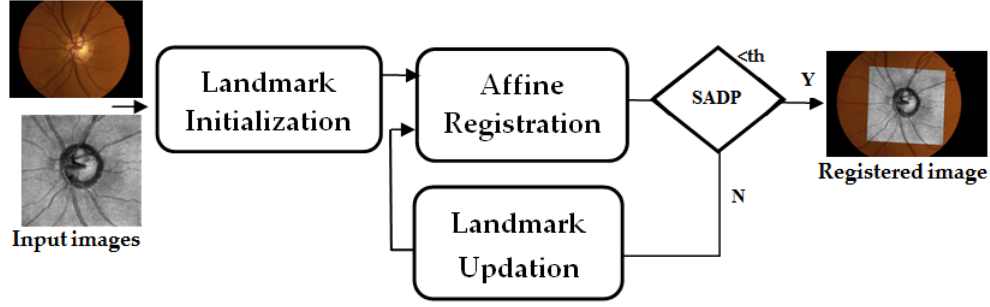 Input images
Landmark
Initialization
Affine
Registration
<th
SADP
Y
N
Landmark
Updation
Registered image